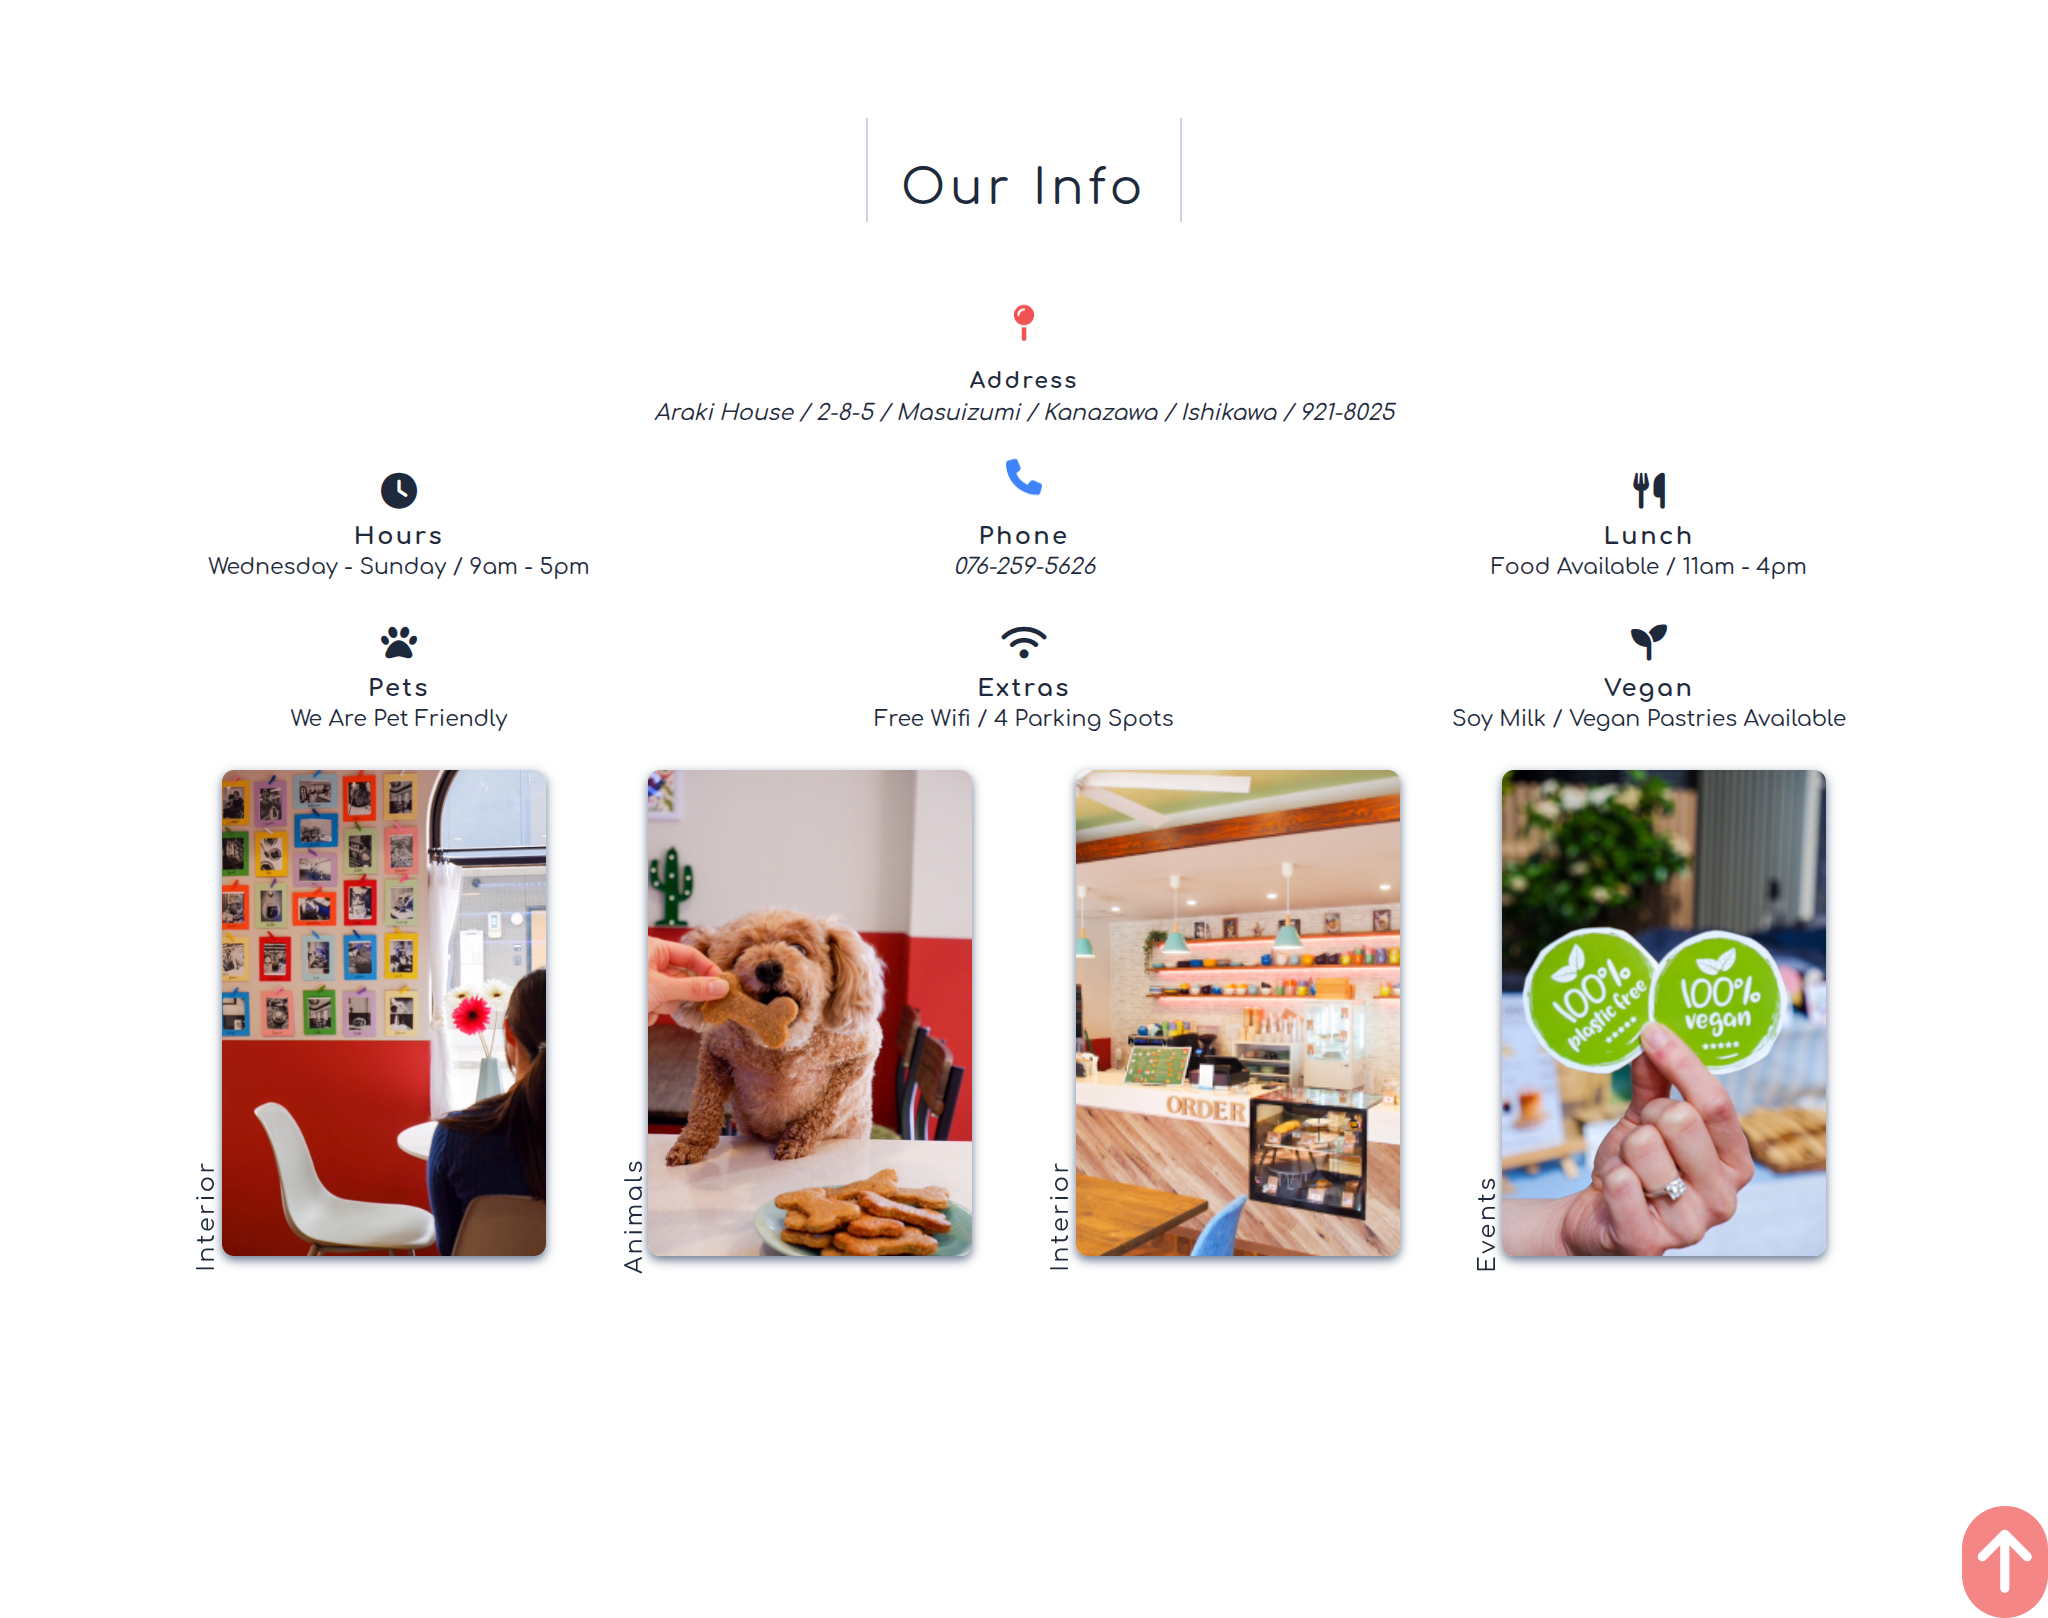 Our Info
Address
Araki House / 2-8-5 / Masuizumi / Kanazawa / Ishikawa / 921-8025
Hours
Wednesday - Sunday / 9am - 5pm
Phone
076-259-5626
Lunch
Food Available / 11am - 4pm
Pets
We Are Pet Friendly
Extras
Free Wifi / 4 Parking Spots
Vegan
Soy Milk / Vegan Pastries Available
Interior
Animals
Interior
ORDER
Events
100%
plastic free
100%
vegan